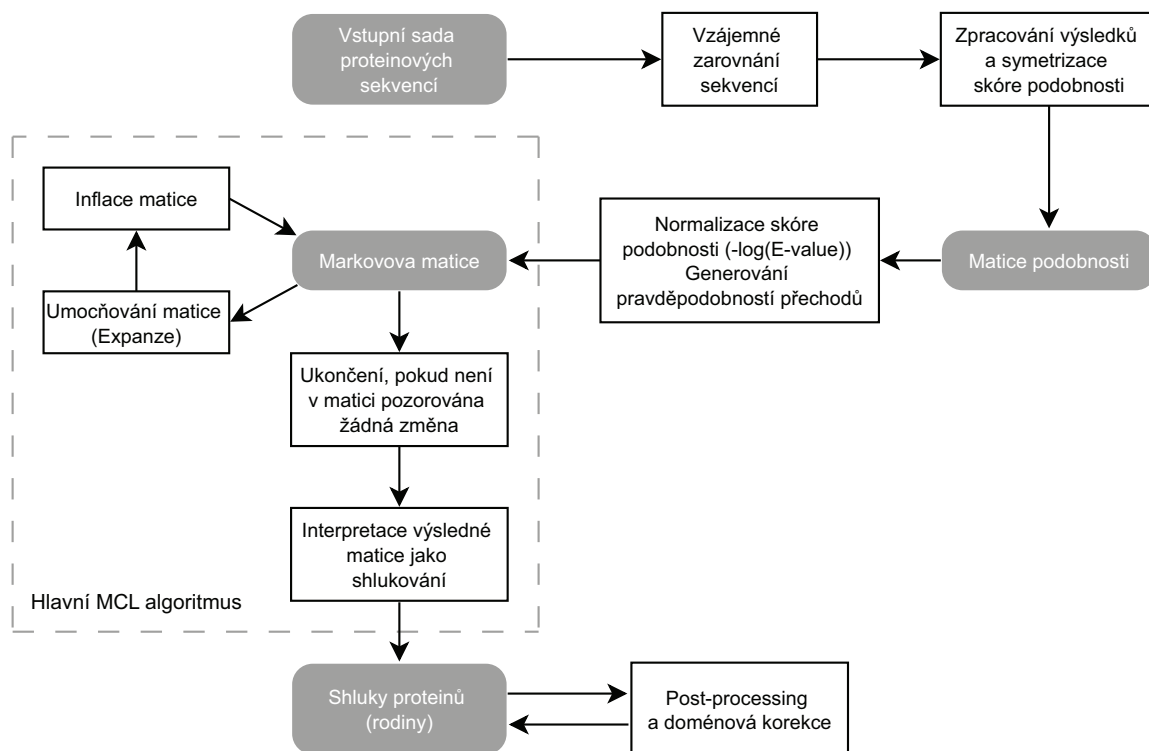 Vstupní sada
proteinových
sekvencí
Vzájemné
zarovnání
sekvencí
Zpracování výsledků
a symetrizace
skóre podobnosti
Inflace matice
Markovova matice
Umocňování matice
(Expanze)
Normalizace skóre
podobnosti (-log(E-value))
Generování
pravděpodobností přechodů
Matice podobnosti
Ukončení, pokud není
v matici pozorována
žádná změna
Interpretace výsledné
matice jako
shlukování
Hlavní MCL algoritmus
Shluky proteinů
(rodiny)
Post-processing
a doménová korekce